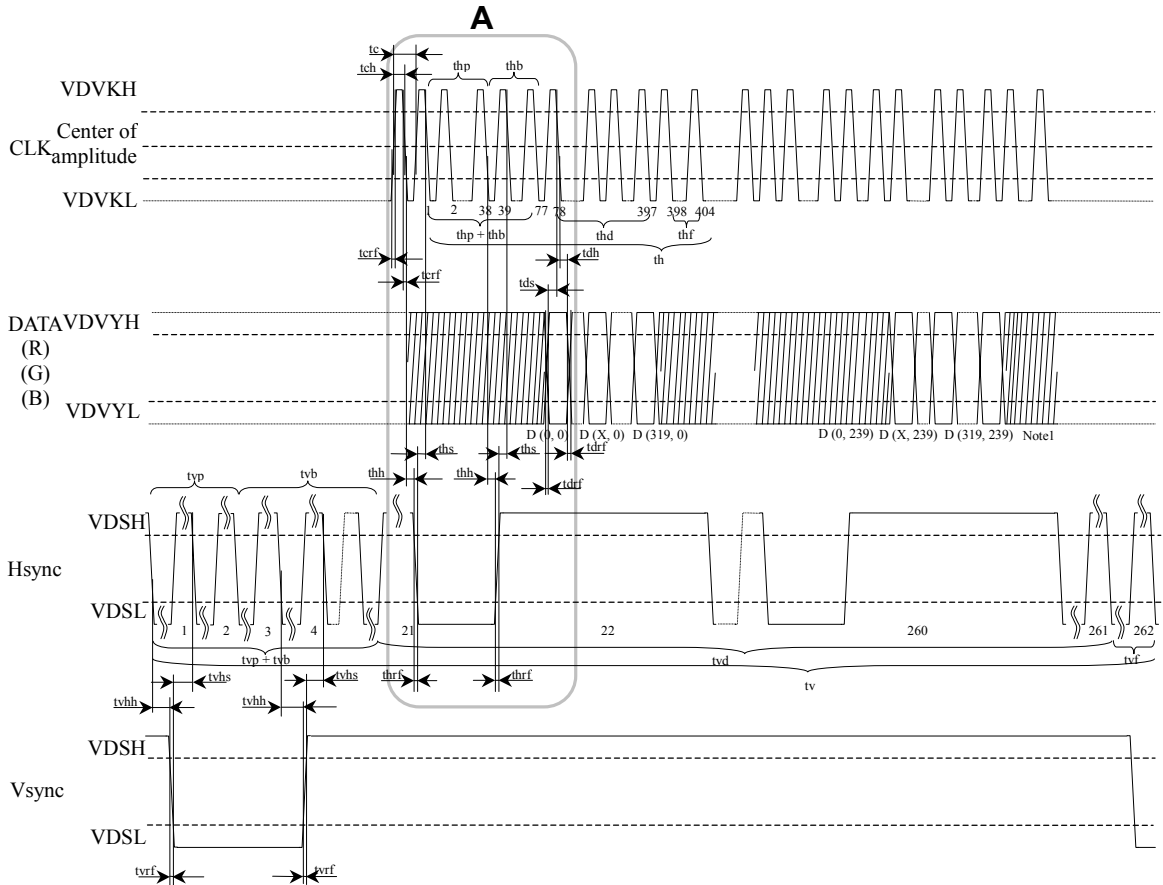 A
tc
tch
thp
thb
VDVKH
CLK
Center of
amplitude
VDVKL
1 2 38 39 77 78 397 398 404
thp + thb
thd
thf
th
tcrf
tcrf
tdh
tds
DATA
(R)
(G)
(B)
VDVYH
VDVYL
D (0, 0) D (X, 0) D (319, 0) D (0, 239) D (X, 239) D (319, 239) Note1
tdrf
tdrf
ths
ths
thh
thh
tvp
tvb
VDSH
Hsync
VDSL
1 2 3 4 21 22 260 261 262
tvp + tvb
tvd
tvf
tv
tvhs
tvhs
thrf
thrf
tvhh
tvhh
VDSH
Vsync
VDSL
tvrf
tvrf